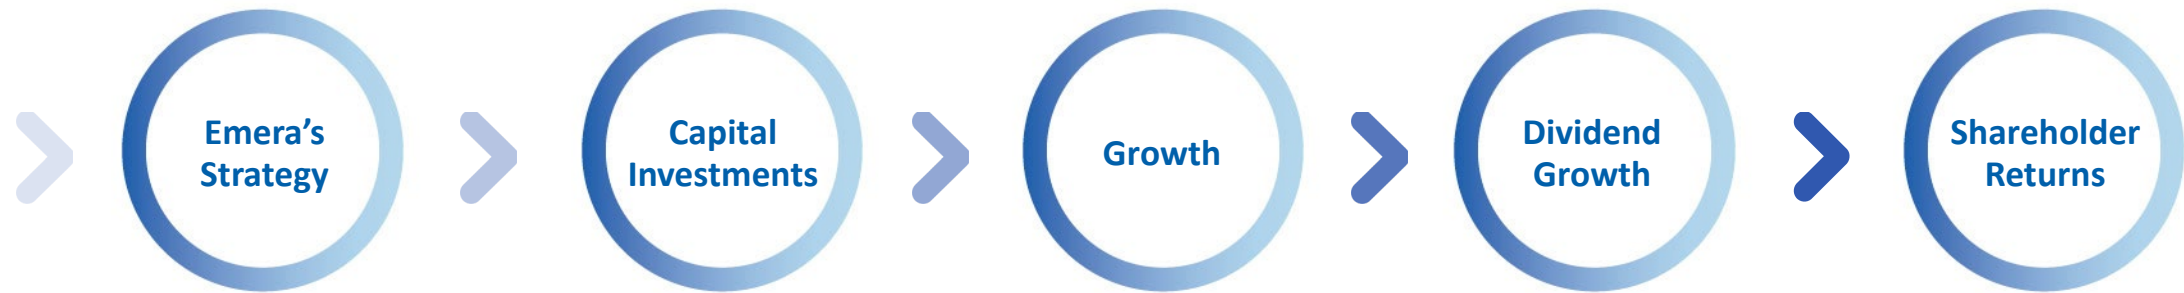 Emera’s
Strategy
Capital
Investments
Growth
Dividend
Growth
Shareholder
Returns